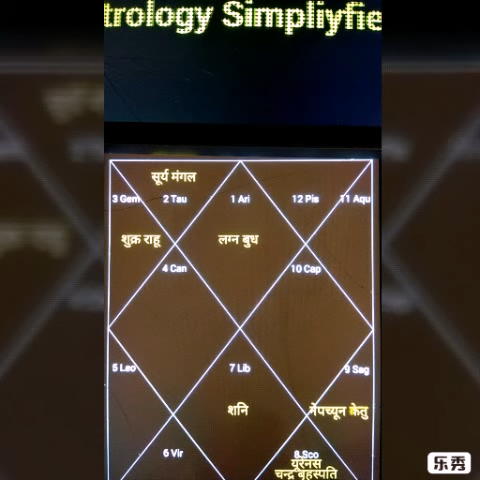 trology Simpliyfie
सूर्य मंगल
3 Gem 2 Tau 1 Ari 12 Pis 11 Aqu
शुक्र राहू लग्न बुध
4 Can 10 Cap
5 Leo 7 Lib 9 Sag
शनि नेपच्यून केतु
6 Vir 8 Sco
यूरेनस
चन्द्र बृहस्पति
乐秀